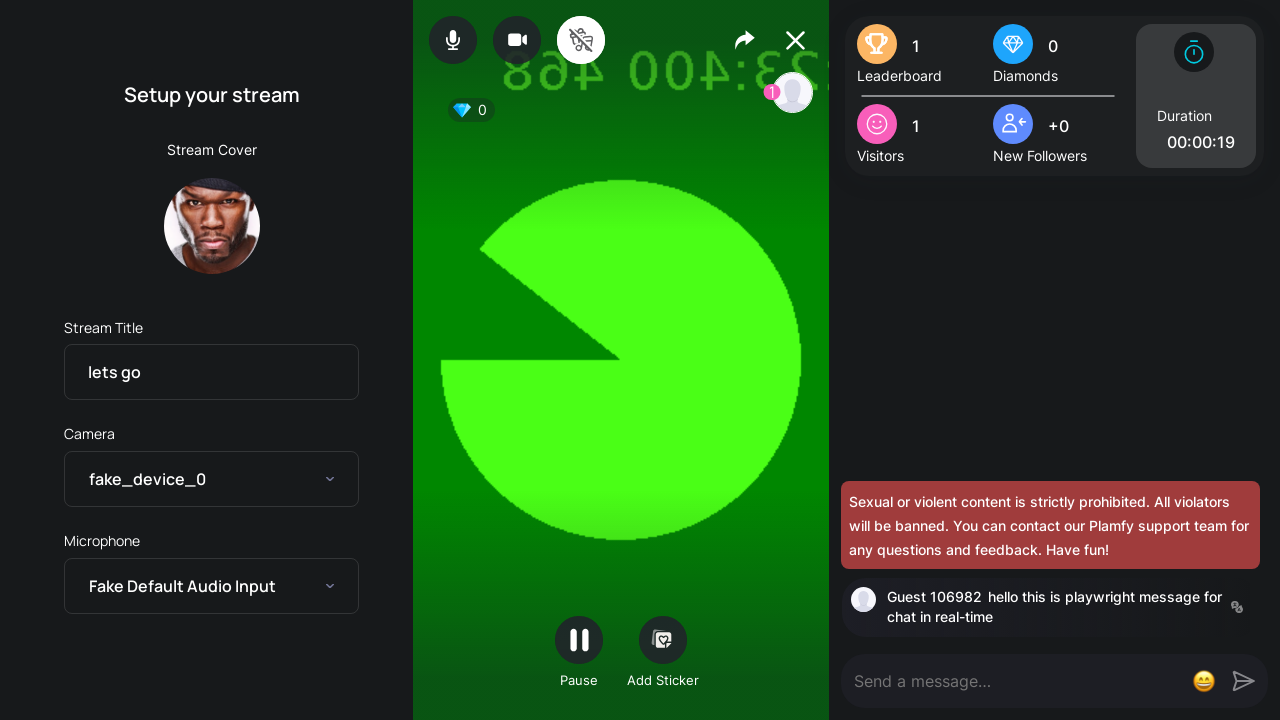 Setup your stream
Stream Cover
Stream Title
lets go
Camera
fake_device_0
Microphone
Fake Default Audio Input
23:400 468
1
0
Pause
Add Sticker
1
Leaderboard
0
Diamonds
1
Visitors
+0
New Followers
Duration
00:00:19
Sexual or violent content is strictly prohibited. All violators
will be banned. You can contact our Plamfy support team for
any questions and feedback. Have fun!
Guest 106982 hello this is playwright message for
chat in real-time
Send a message...